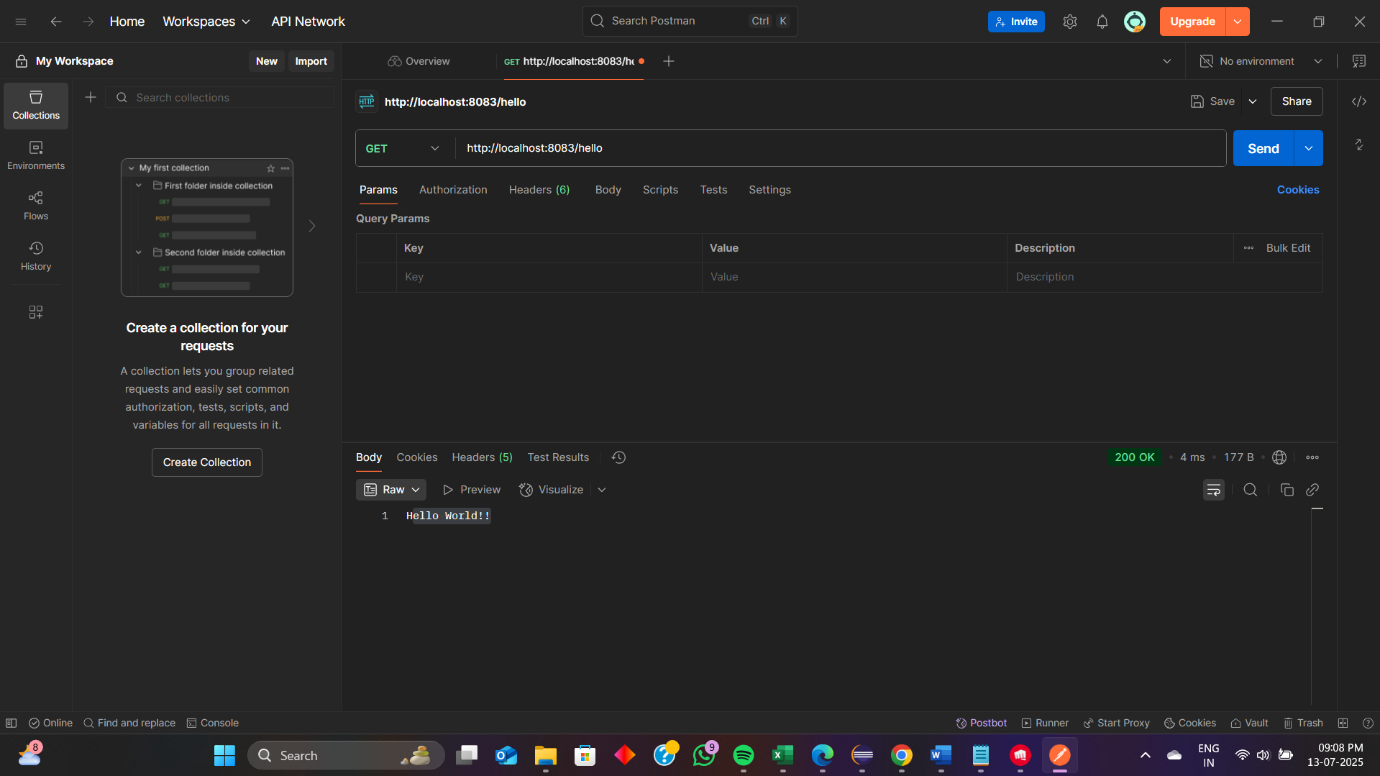 Home Workspaces API Network Search Postman Ctrl K Invite Upgrade
My Workspace New Import Overview GET http://localhost:8083/he No environment
Search collections
Collections
Environments
Flows
History
My first collection
First folder inside collection
GET
POST
GET
Second folder inside collection
GET
GET
Create a collection for your
requests
A collection lets you group related
requests and easily set common
authorization, tests, scripts, and
variables for all requests in it.
Create Collection
HTTP http://localhost:8083/hello Save Share
GET http://localhost:8083/hello Send
Params Authorization Headers (6) Body Scripts Tests Settings Cookies
Query Params
Key Value Description Bulk Edit
Key Value Description
Body Cookies Headers (5) Test Results 200 OK 4 ms 177 B
Raw Preview Visualize
1 Hello World!!
Online Find and replace Console Postbot Runner Start Proxy Cookies Vault Trash
8 Search 9 ENG 09:08 PM
IN 13-07-2025